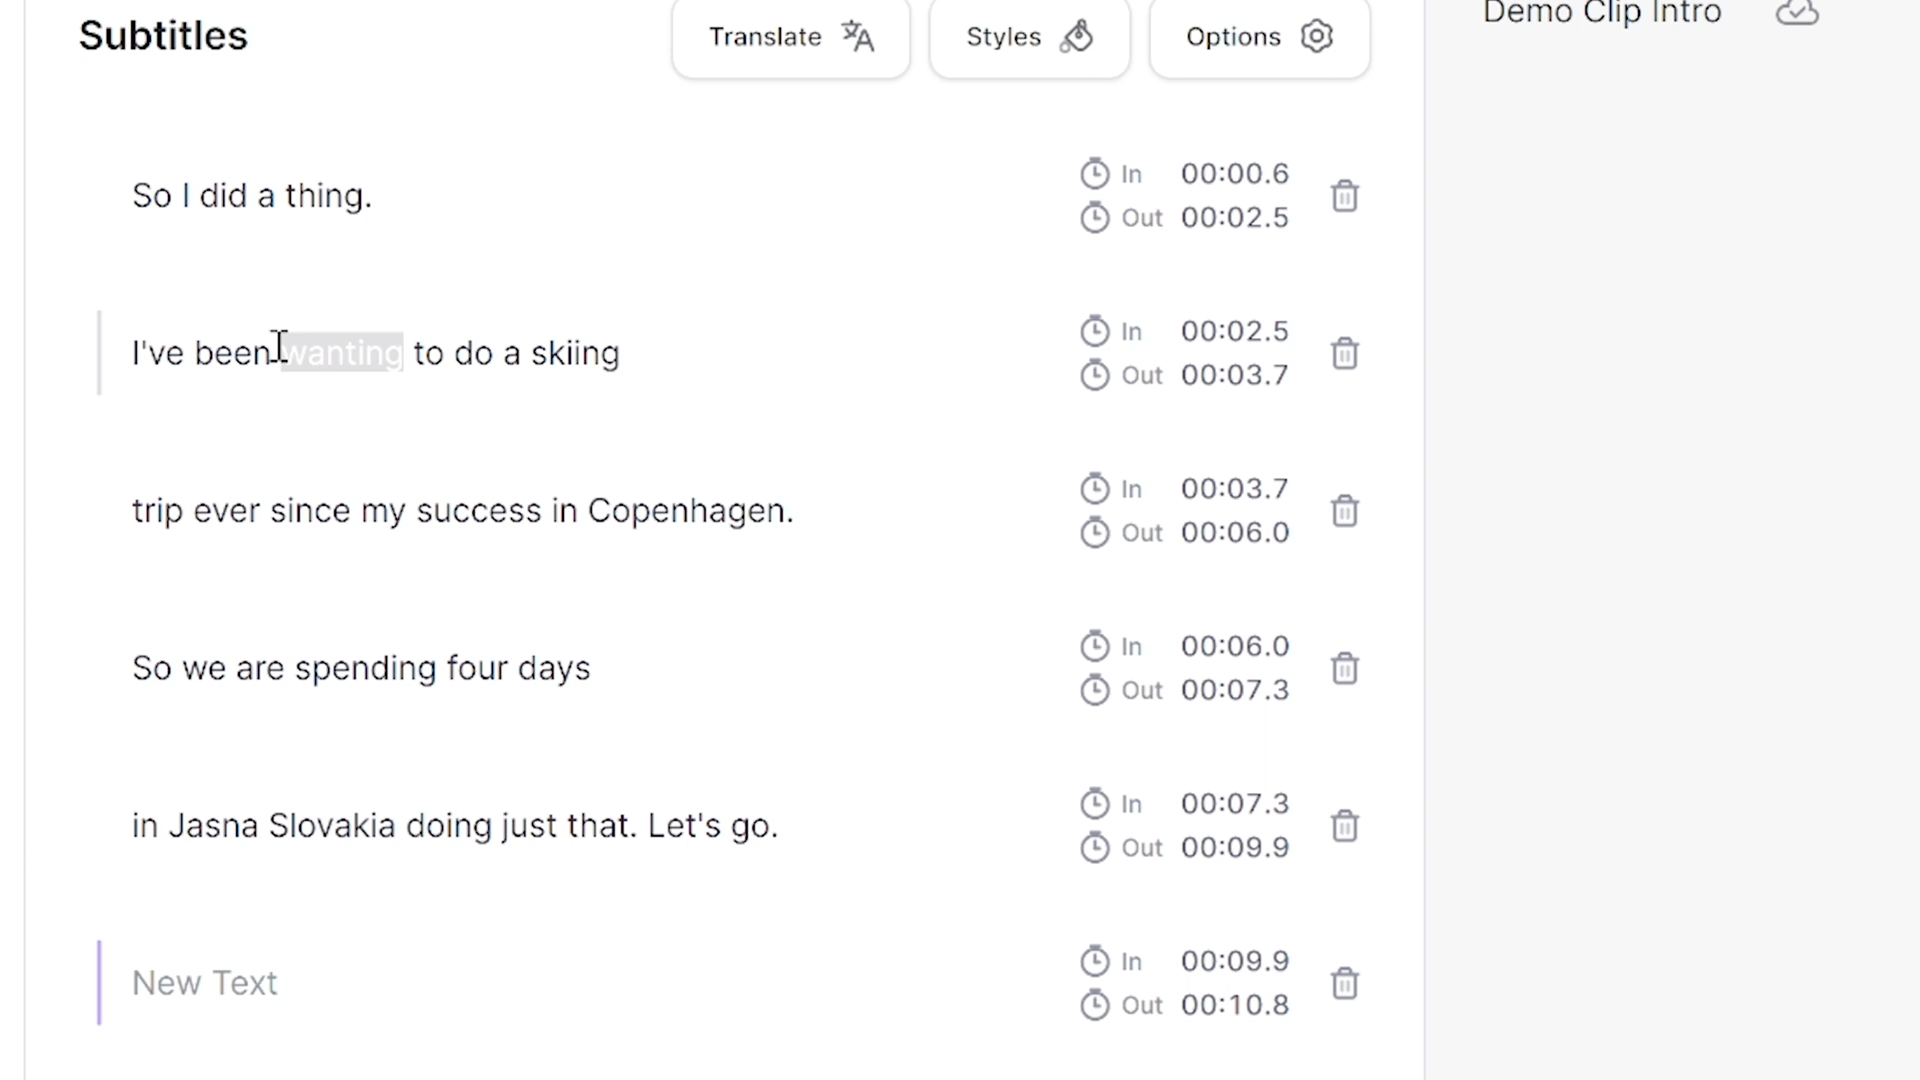 Subtitles
Translate
Styles
Options
Demo Clip Intro
So I did a thing.
In 00:00.6
Out 00:02.5
I've been wanting to do a skiing
In 00:02.5
Out 00:03.7
trip ever since my success in Copenhagen.
In 00:03.7
Out 00:06.0
So we are spending four days
In 00:06.0
Out 00:07.3
in Jasna Slovakia doing just that. Let's go.
In 00:07.3
Out 00:09.9
New Text
In 00:09.9
Out 00:10.8